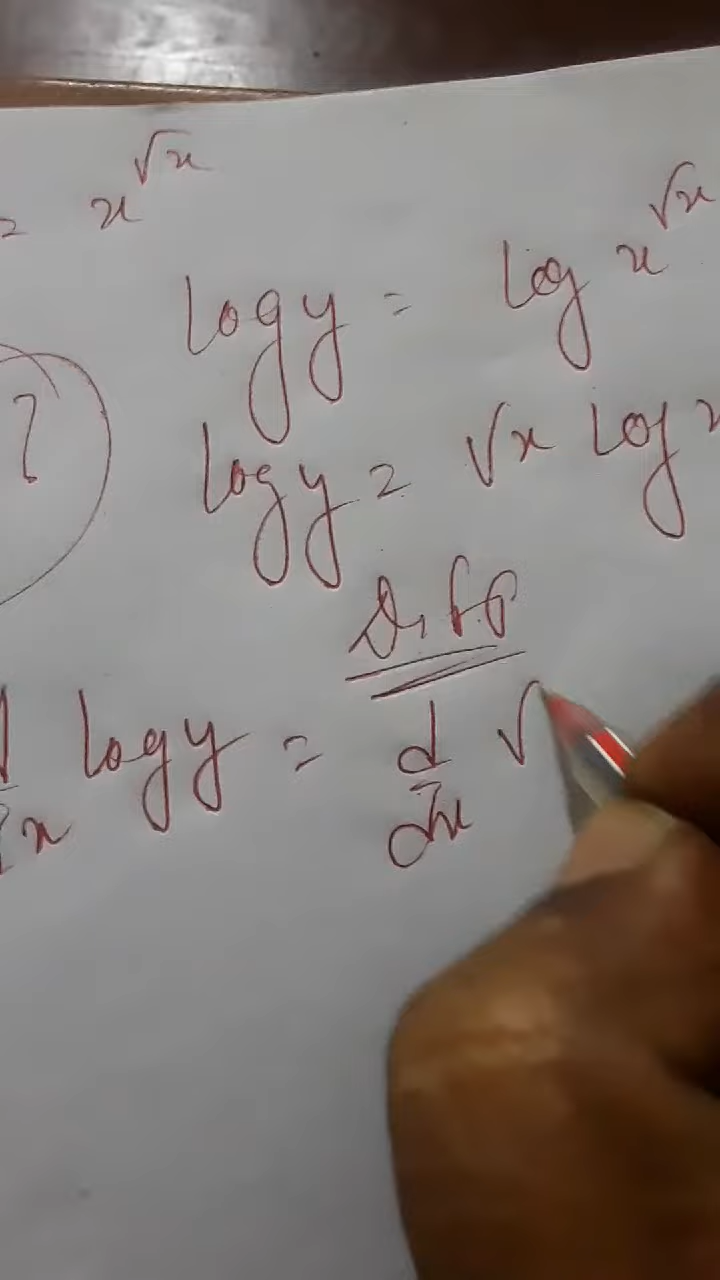 = x^√x
log y = log x^√x
?
log y = √x log x
Diff
d/dx log y = d/dx √